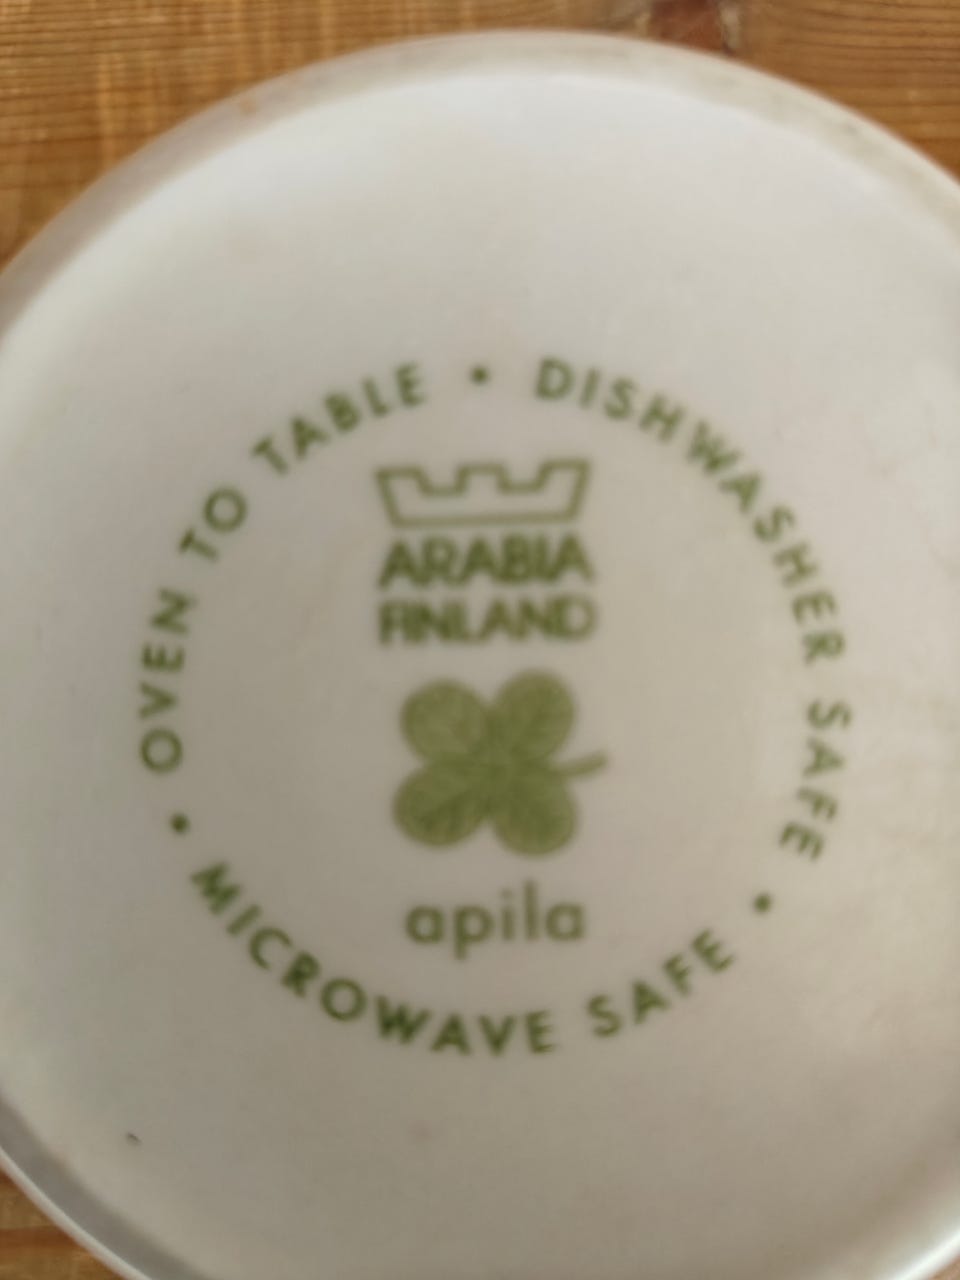 OVEN TO TABLE • DISHWASHER SAFE • MICROWAVE SAFE •
ARABIA
FINLAND
apila